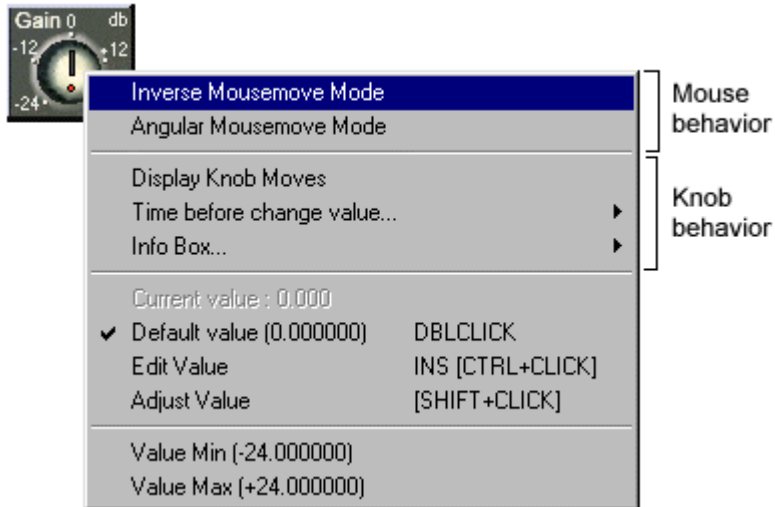 Gain 0 db
-12 +12
-24
Inverse Mousemove Mode
Angular Mousemove Mode
Mouse
behavior
Display Knob Moves
Time before change value...
Info Box...
Knob
behavior
Current value : 0.000
Default value (0.000000) DBLCLICK
Edit Value INS [CTRL+CLICK]
Adjust Value [SHIFT+CLICK]
Value Min (-24.000000)
Value Max (+24.000000)